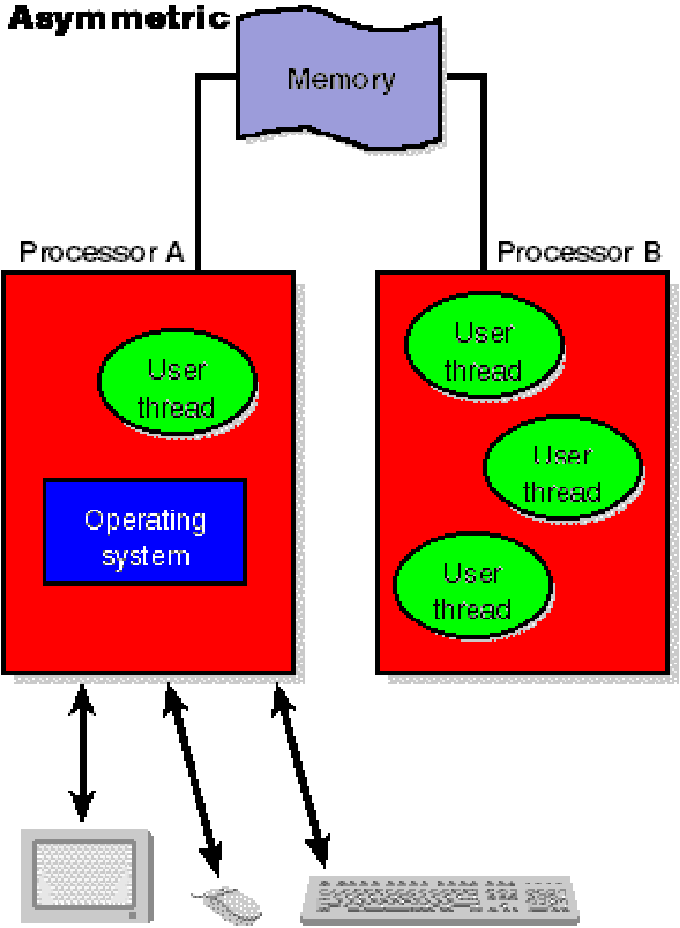 Asymmetric
Memory
Processor A
Processor B
User
thread
Operating
system
User
thread
User
thread
User
thread